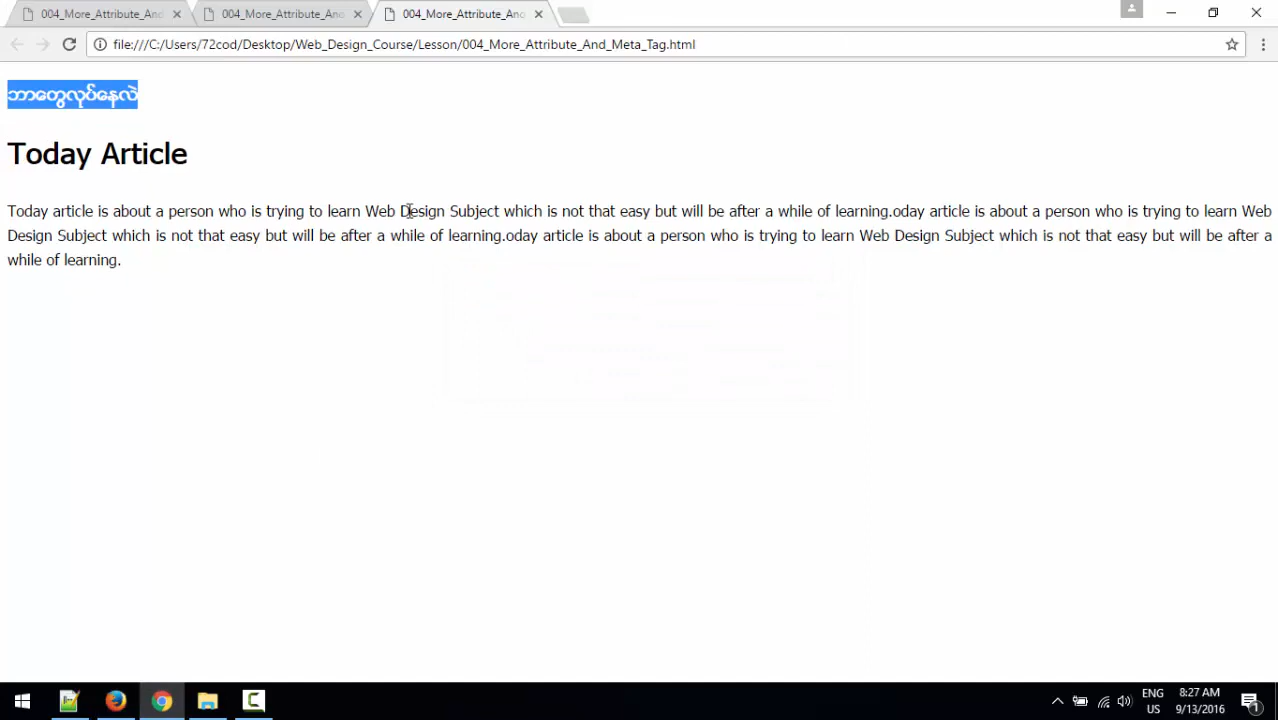 004_More_Attribute_And
004_More_Attribute_And
004_More_Attribute_And
file:///C:/Users/72cod/Desktop/Web_Design_Course/Lesson/004_More_Attribute_And_Meta_Tag.html
ဘာတွေလုပ်နေလဲ
Today Article
Today article is about a person who is trying to learn Web Design Subject which is not that easy but will be after a while of learning.oday article is about a person who is trying to learn Web
Design Subject which is not that easy but will be after a while of learning.oday article is about a person who is trying to learn Web Design Subject which is not that easy but will be after a
while of learning.
ENG 8:27 AM
US 9/13/2016
1